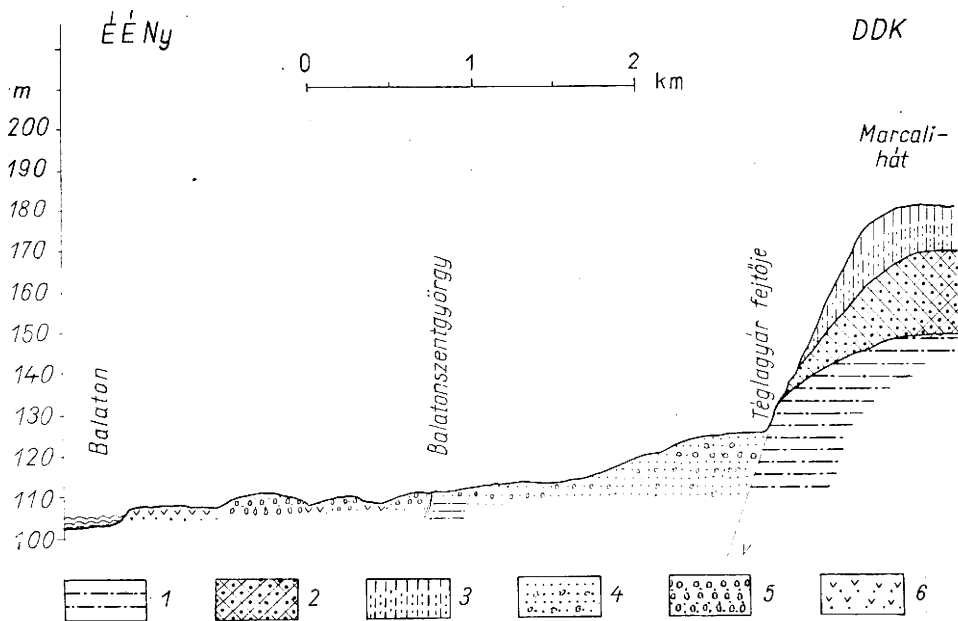 ÉÉNy
DDK
0 1 2
km
m
200
190
180
170
160
150
140
130
120
110
100
Marcali-
hát
Balaton
Balatonszentgyörgy
Téglagyár fejtője
1 2 3 4 5 6